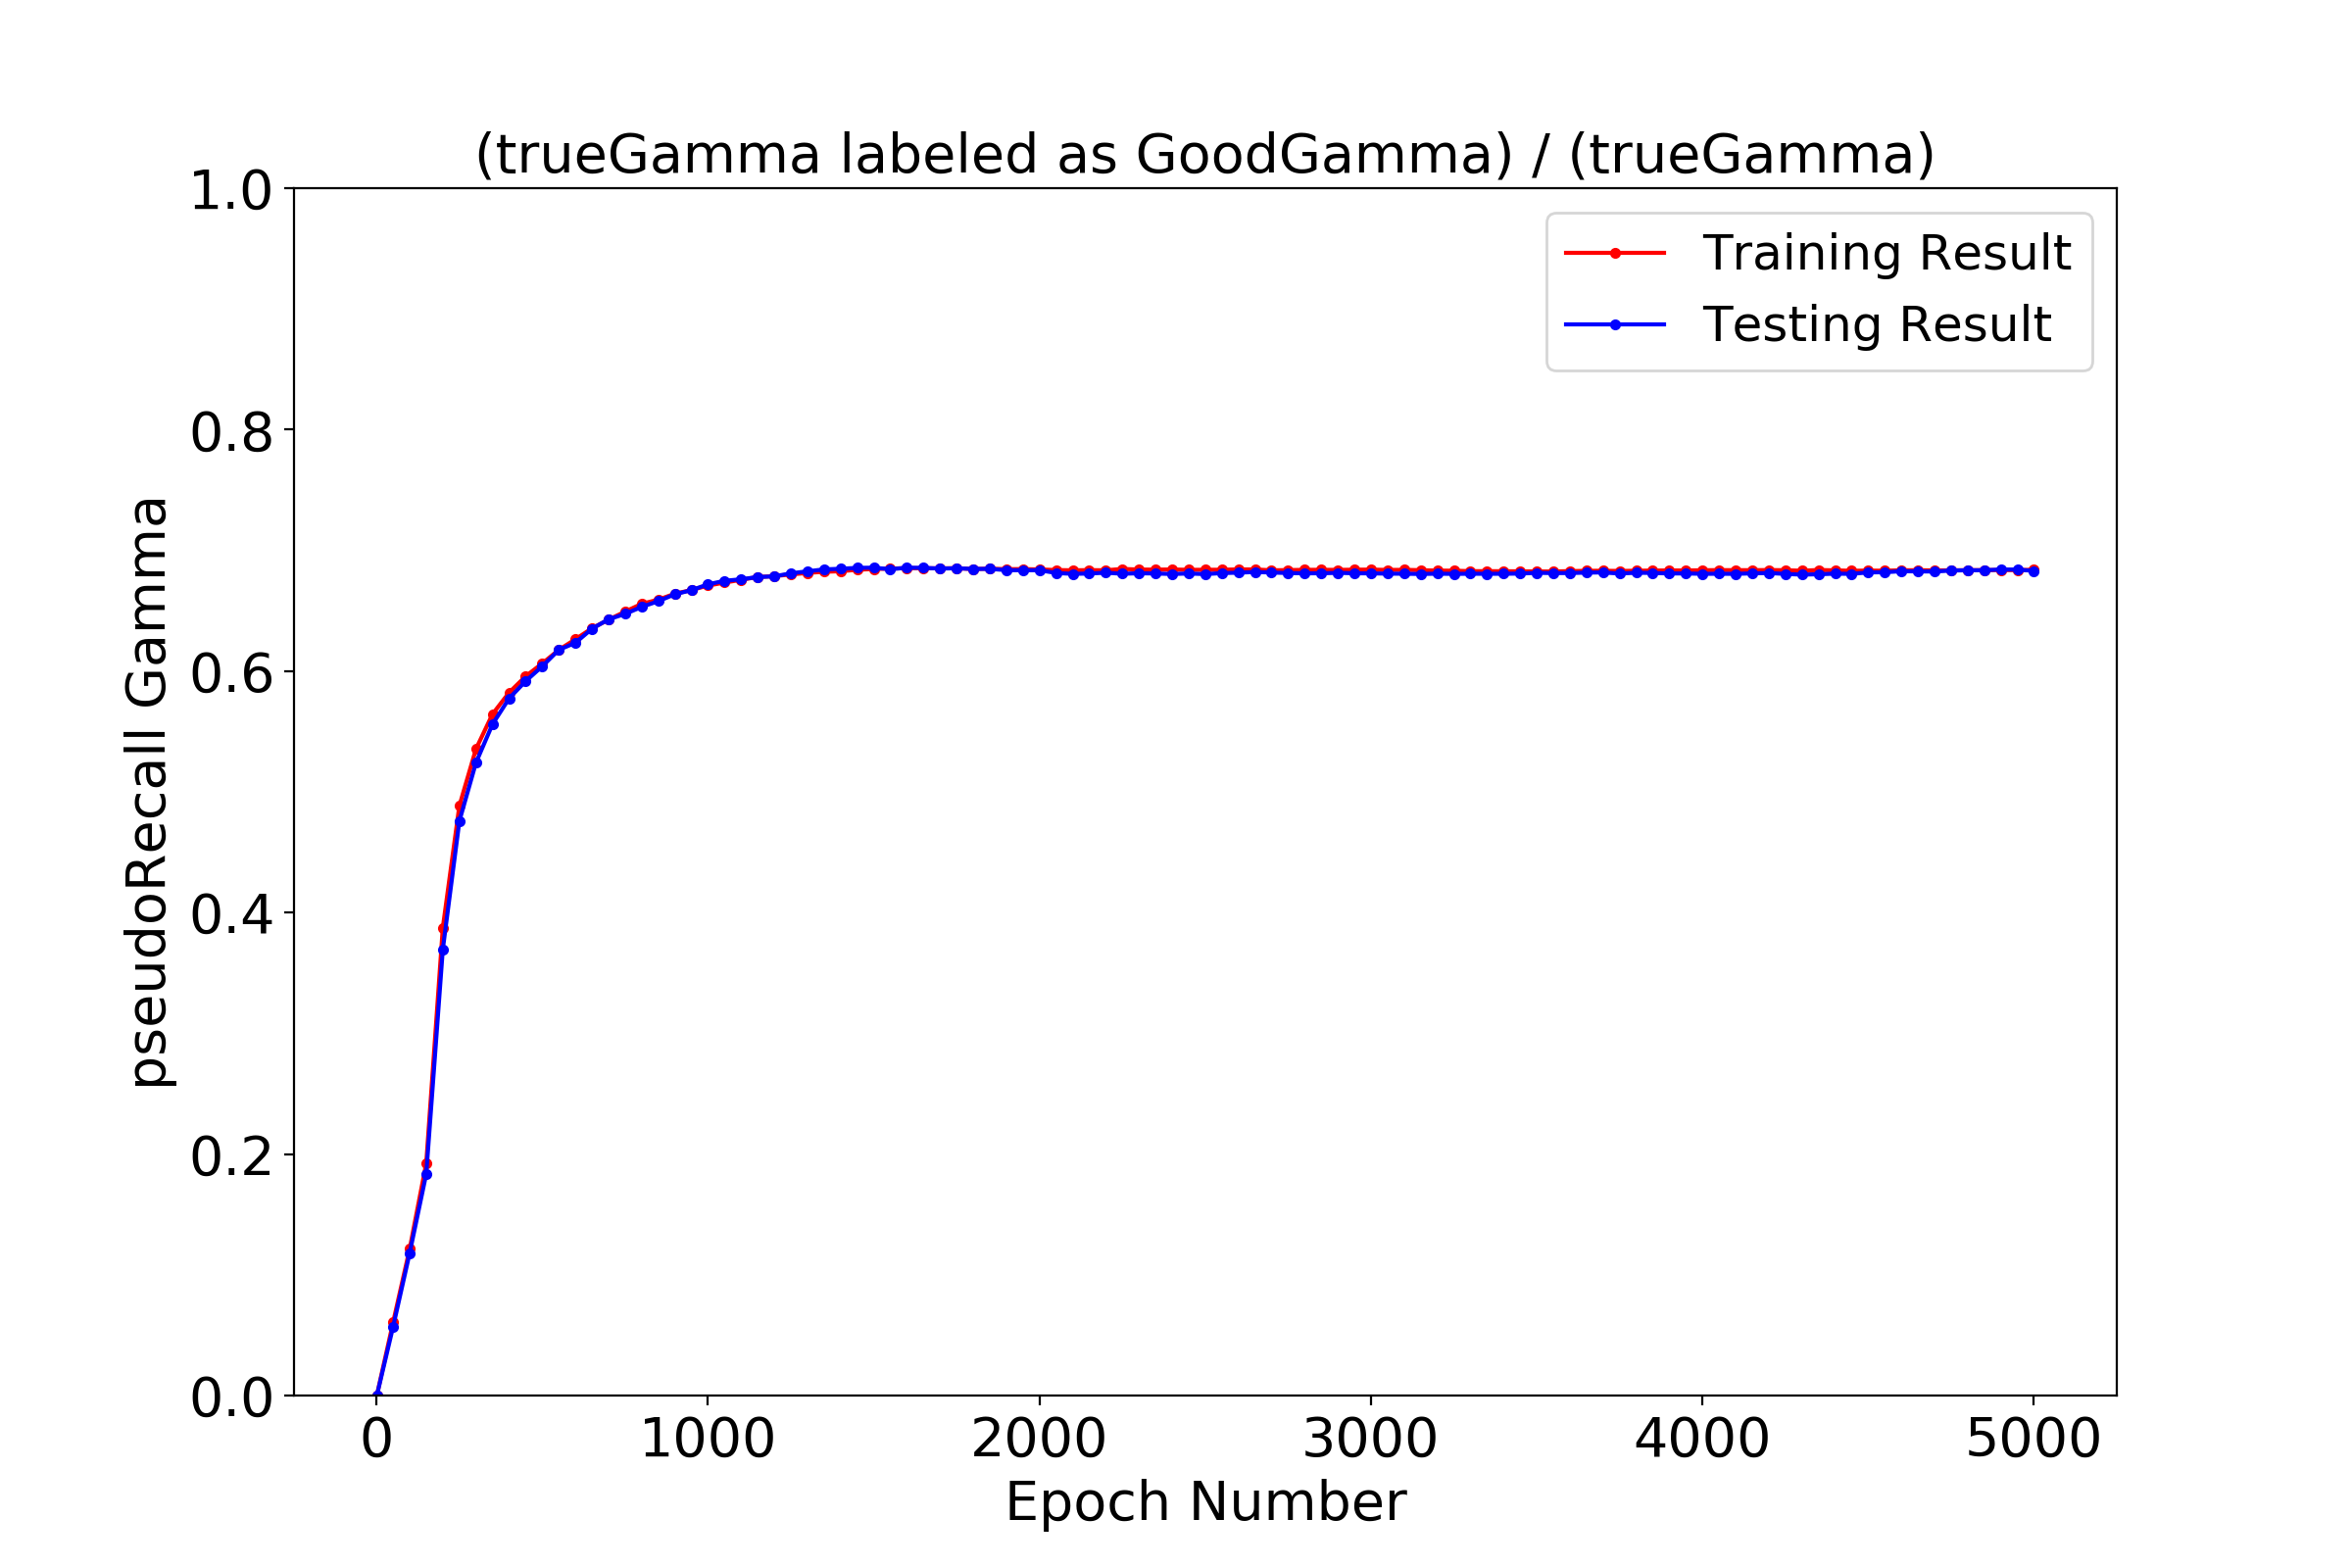 (trueGamma labeled as GoodGamma) / (trueGamma)
Training Result
Testing Result
pseudoRecall Gamma
1.0
0.8
0.6
0.4
0.2
0.0
0
1000
2000
3000
4000
5000
Epoch Number